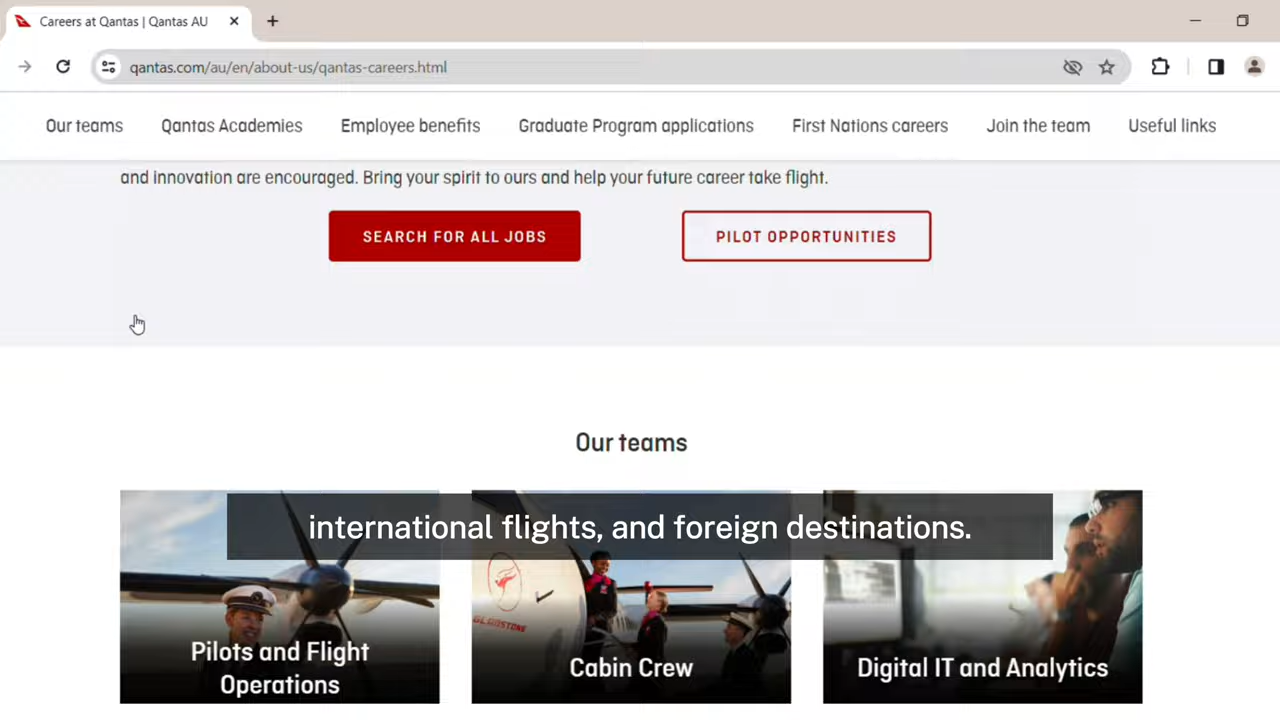 Careers at Qantas | Qantas AU
qantas.com/au/en/about-us/qantas-careers.html
Our teams Qantas Academies Employee benefits Graduate Program applications First Nations careers Join the team Useful links
and innovation are encouraged. Bring your spirit to ours and help your future career take flight.
SEARCH FOR ALL JOBS PILOT OPPORTUNITIES
Our teams
international flights, and foreign destinations.
GLADSTONE
Pilots and Flight
Operations
Cabin Crew
Digital IT and Analytics